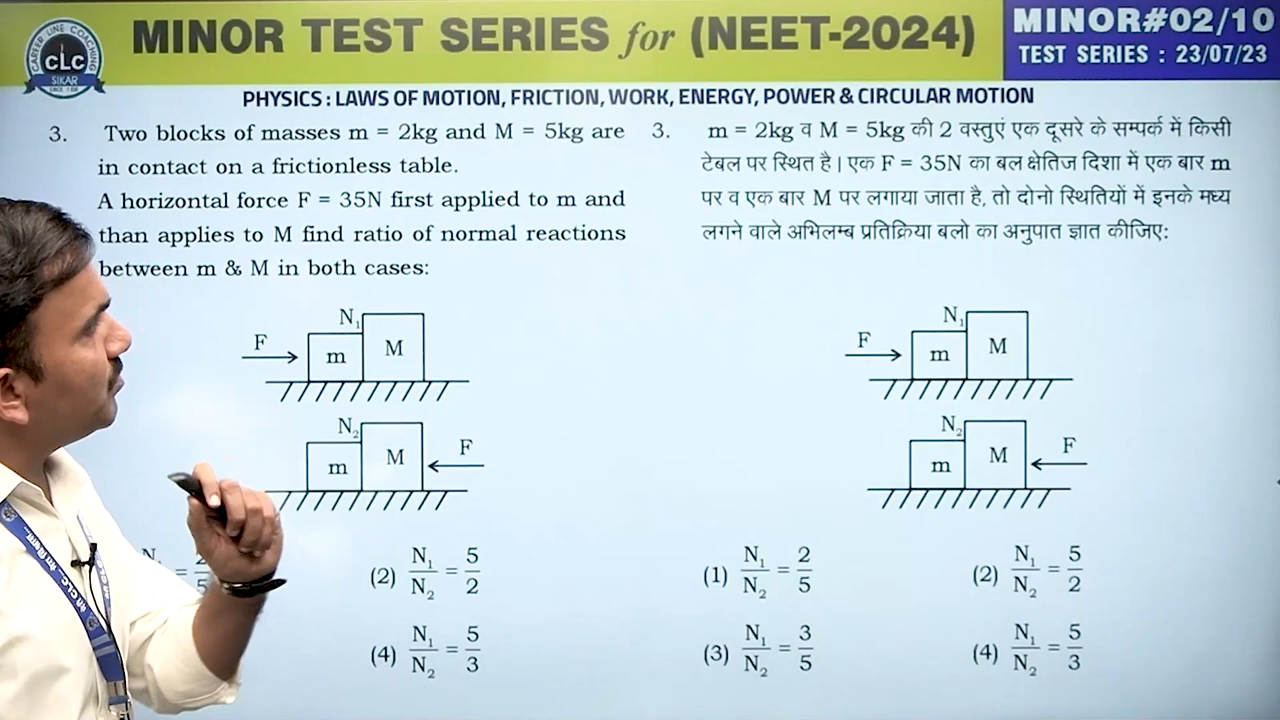 CAREER LINE COACHING
CLC
SIKAR
MINOR TEST SERIES for (NEET-2024)
MINOR#02/10
TEST SERIES : 23/07/23
PHYSICS : LAWS OF MOTION, FRICTION, WORK, ENERGY, POWER & CIRCULAR MOTION
3. Two blocks of masses m = 2kg and M = 5kg are
in contact on a frictionless table.
A horizontal force F = 35N first applied to m and
than applies to M find ratio of normal reactions
between m & M in both cases:
F
N₁
m
M
N₂
m
M
F
N
2
5
(2) N₁/N₂ = 5/2
(4) N₁/N₂ = 5/3
3. m = 2kg व M = 5kg की 2 वस्तुएं एक दूसरे के सम्पर्क में किसी
टेबल पर स्थित है। एक F = 35N का बल क्षेतिज दिशा में एक बार m
पर व एक बार M पर लगाया जाता है, तो दोनो स्थितियों में इनके मध्य
लगने वाले अभिलम्ब प्रतिक्रिया बलो का अनुपात ज्ञात कीजिए:
F
N₁
m
M
N₂
m
M
F
(1) N₁/N₂ = 2/5
(2) N₁/N₂ = 5/2
(3) N₁/N₂ = 3/5
(4) N₁/N₂ = 5/3